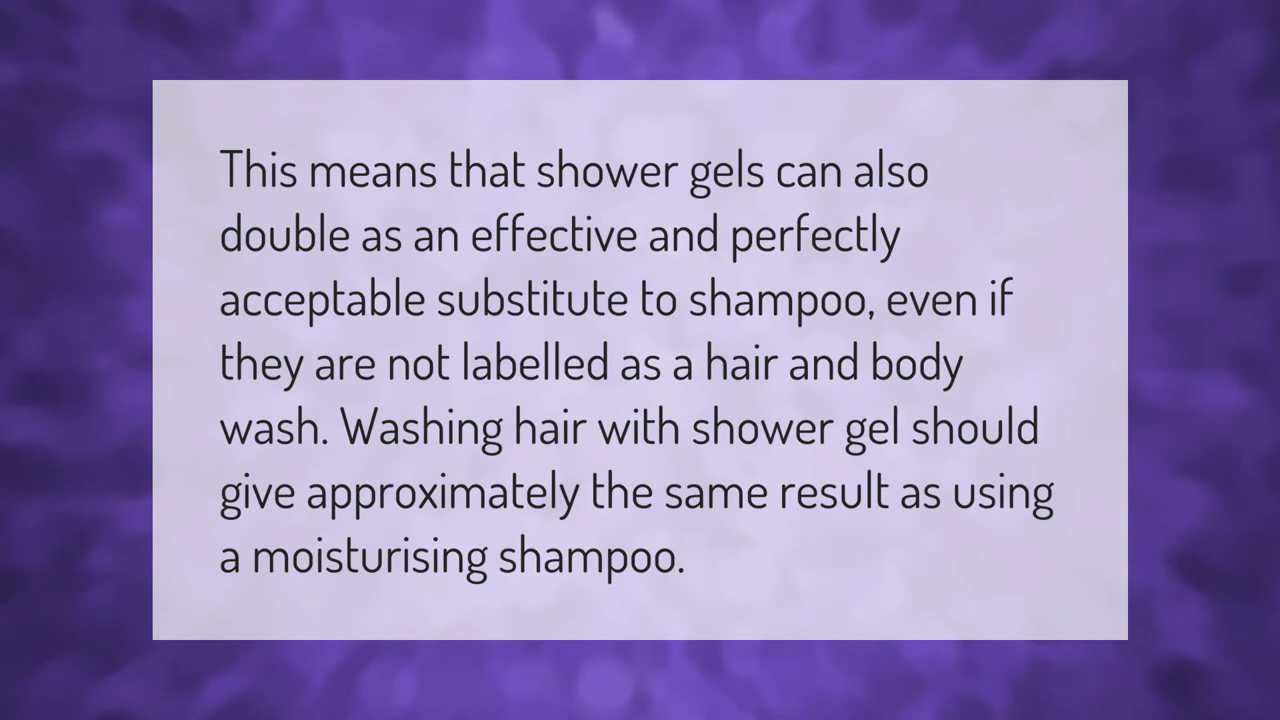 This means that shower gels can also
double as an effective and perfectly
acceptable substitute to shampoo, even if
they are not labelled as a hair and body
wash. Washing hair with shower gel should
give approximately the same result as using
a moisturising shampoo.